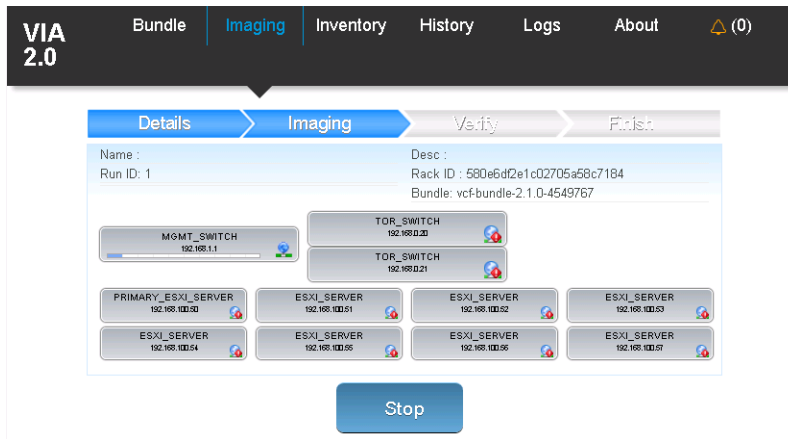 VIA 2.0
Bundle
Imaging
Inventory
History
Logs
About
(0)
Details
Imaging
Verify
Finish
Name :
Desc :
Run ID: 1
Rack ID : 580e6df2e1c02705a58c7184
Bundle: vcf-bundle-2.1.0-4549767
MGMT_SWITCH
192.168.1.1
TOR_SWITCH
192.168.0.20
TOR_SWITCH
192.168.0.21
PRIMARY_ESXI_SERVER
192.168.100.50
ESXI_SERVER
192.168.100.51
ESXI_SERVER
192.168.100.52
ESXI_SERVER
192.168.100.53
ESXI_SERVER
192.168.100.54
ESXI_SERVER
192.168.100.55
ESXI_SERVER
192.168.100.56
ESXI_SERVER
192.168.100.57
Stop